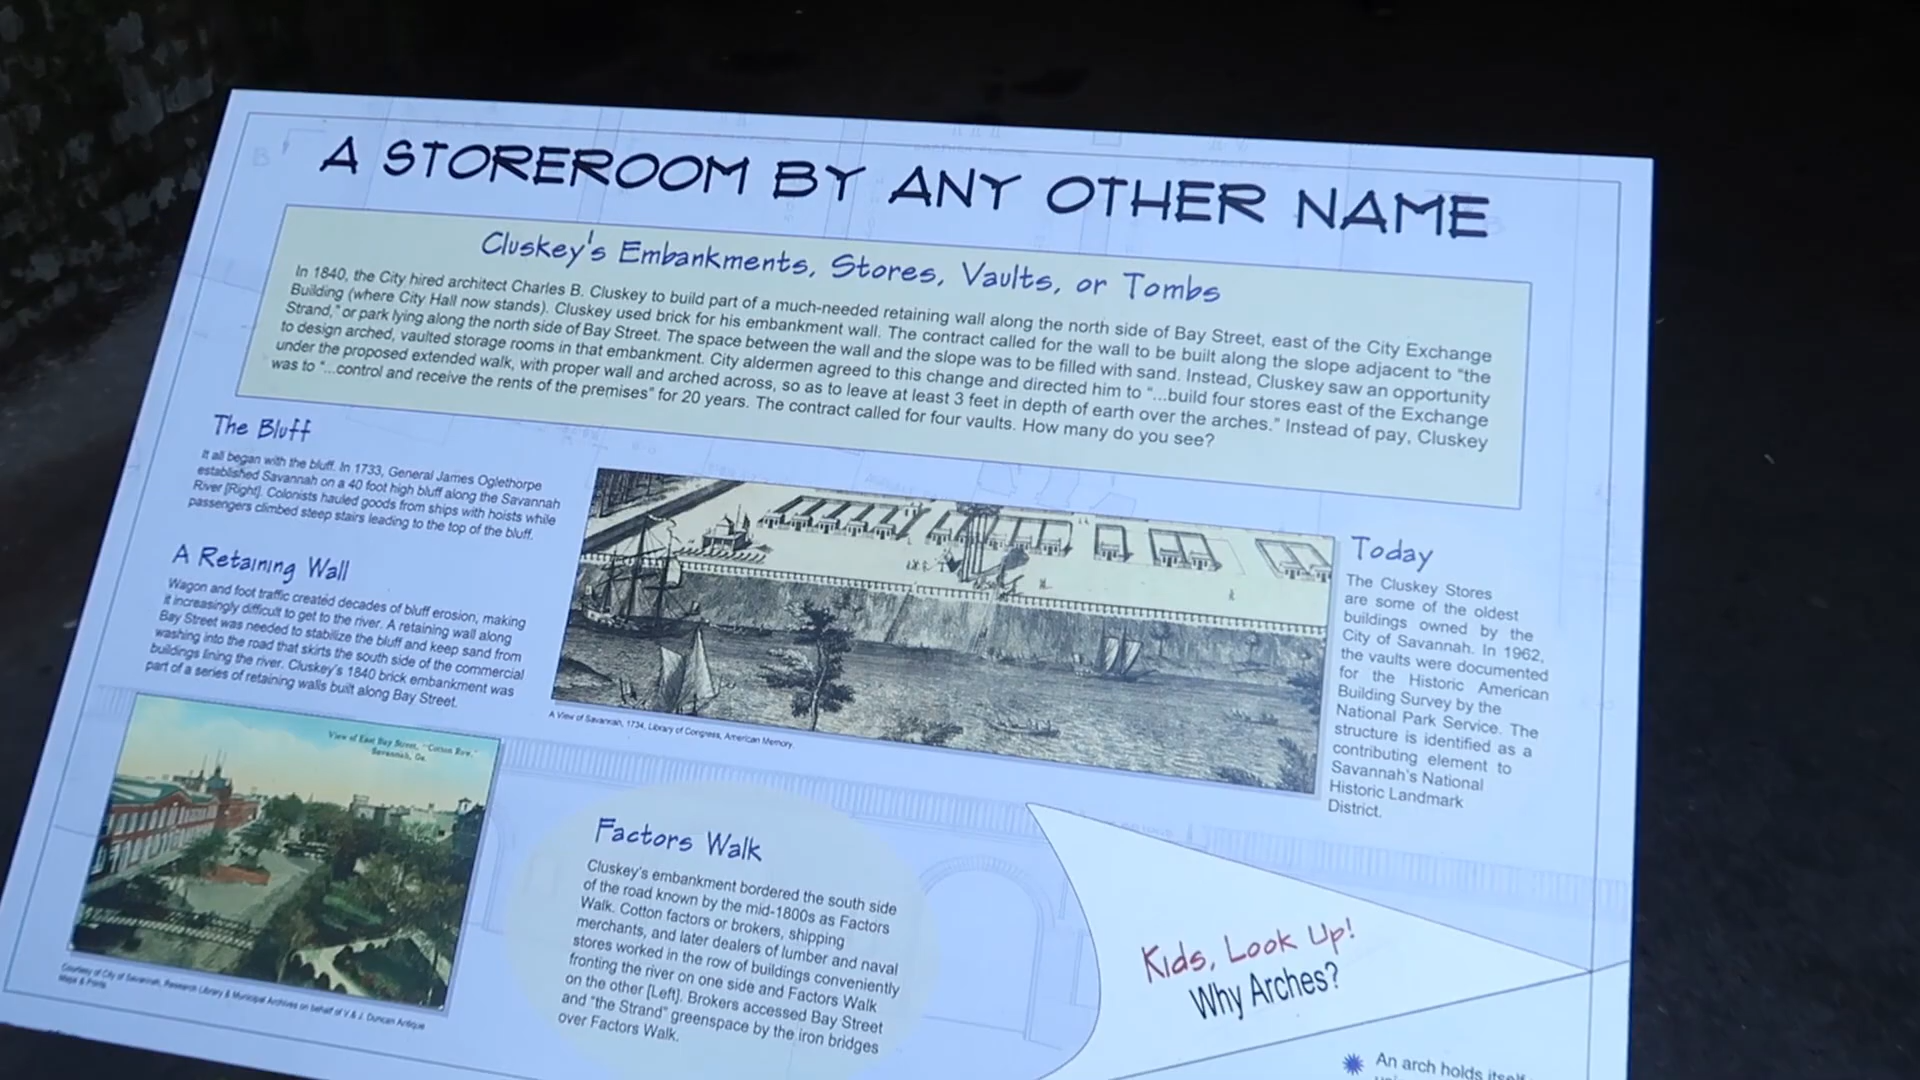 A STOREROOM BY ANY OTHER NAME
Cluskey's Embankments, Stores, Vaults, or Tombs
In 1840, the City hired architect Charles B. Cluskey to build part of a much-needed retaining wall along the north side of Bay Street, east of the City Exchange
Building (where City Hall now stands). Cluskey used brick for his embankment wall. The contract called for the wall to be built along the slope adjacent to "the
Strand," or park lying along the north side of Bay Street. The space between the wall and the slope was to be filled with sand. Instead, Cluskey saw an opportunity
to design arched, vaulted storage rooms in that embankment. City aldermen agreed to this change and directed him to "...build four stores east of the Exchange
under the proposed extended walk, with proper wall and arched across, so as to leave at least 3 feet in depth of earth over the arches." Instead of pay, Cluskey
was to "...control and receive the rents of the premises" for 20 years. The contract called for four vaults. How many do you see?
The Bluff
It all began with the bluff. In 1733, General James Oglethorpe
established Savannah on a 40 foot high bluff along the Savannah
River [Right]. Colonists hauled goods from ships with hoists while
passengers climbed steep stairs leading to the top of the bluff.
A Retaining Wall
Wagon and foot traffic created decades of bluff erosion, making
it increasingly difficult to get to the river. A retaining wall along
Bay Street was needed to stabilize the bluff and keep sand from
washing into the road that skirts the south side of the commercial
buildings lining the river. Cluskey's 1840 brick embankment was
part of a series of retaining walls built along Bay Street.
A View of Savannah, 1734, Library of Congress, American Memory.
Today
The Cluskey Stores
are some of the oldest
buildings owned by the
City of Savannah. In 1962,
the vaults were documented
for the Historic American
Building Survey by the
National Park Service. The
structure is identified as a
contributing element to
Savannah's National
Historic Landmark
District.
View of East Bay Street, "Cotton Row,"
Savannah, Ga.
Courtesy of City of Savannah, Research Library & Municipal Archives on behalf of V & J. Duncan Antique
Maps & Prints.
Factors Walk
Cluskey's embankment bordered the south side
of the road known by the mid-1800s as Factors
Walk. Cotton factors or brokers, shipping
merchants, and later dealers of lumber and naval
stores worked in the row of buildings conveniently
fronting the river on one side and Factors Walk
on the other [Left]. Brokers accessed Bay Street
and "the Strand" greenspace by the iron bridges
over Factors Walk.
Kids, Look Up!
Why Arches?
An arch holds itself